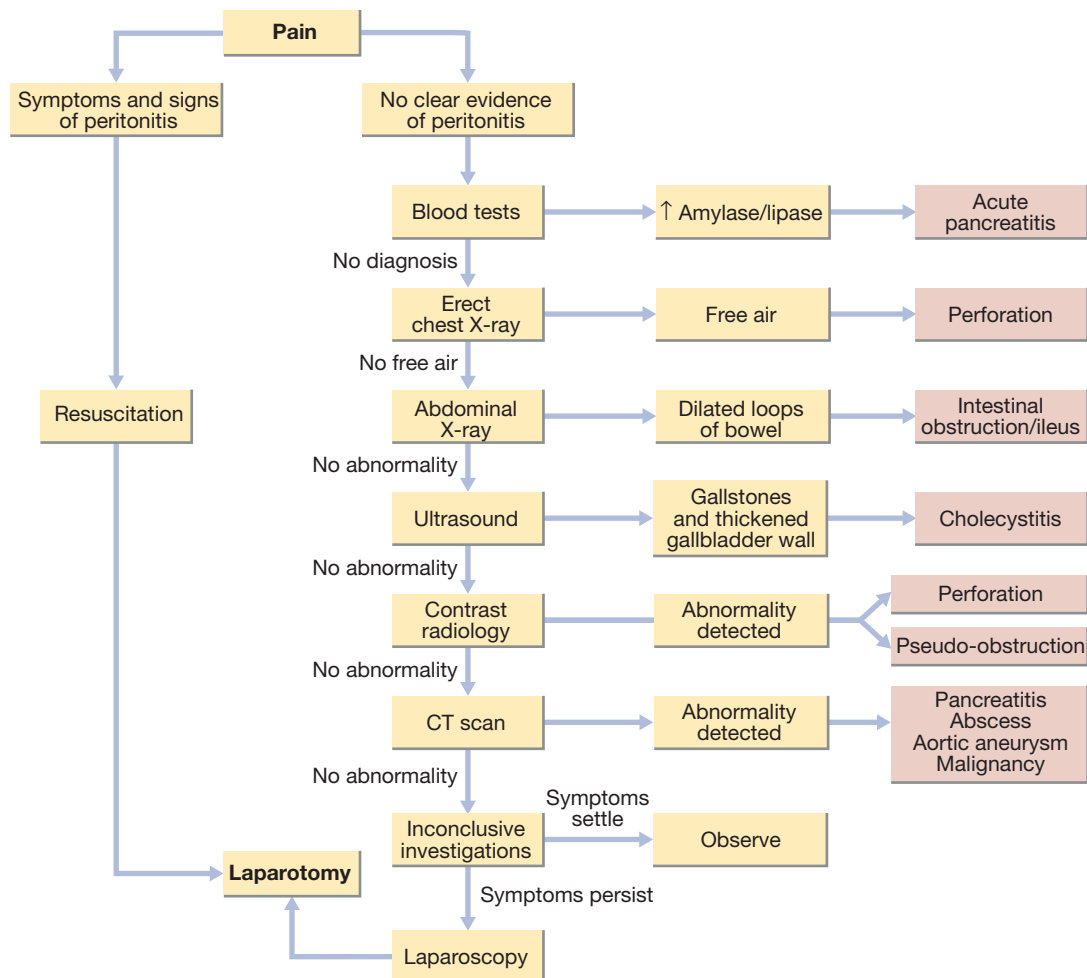 Pain
Symptoms and signs
of peritonitis
No clear evidence
of peritonitis
Blood tests
↑ Amylase/lipase
Acute
pancreatitis
No diagnosis
Erect
chest X-ray
Free air
Perforation
No free air
Resuscitation
Abdominal
X-ray
Dilated loops
of bowel
Intestinal
obstruction/ileus
No abnormality
Ultrasound
Gallstones
and thickened
gallbladder wall
Cholecystitis
No abnormality
Contrast
radiology
Abnormality
detected
Perforation
Pseudo-obstruction
No abnormality
CT scan
Abnormality
detected
Pancreatitis
Abscess
Aortic aneurysm
Malignancy
No abnormality
Inconclusive
investigations
Symptoms
settle
Observe
Laparotomy
Symptoms persist
Laparoscopy